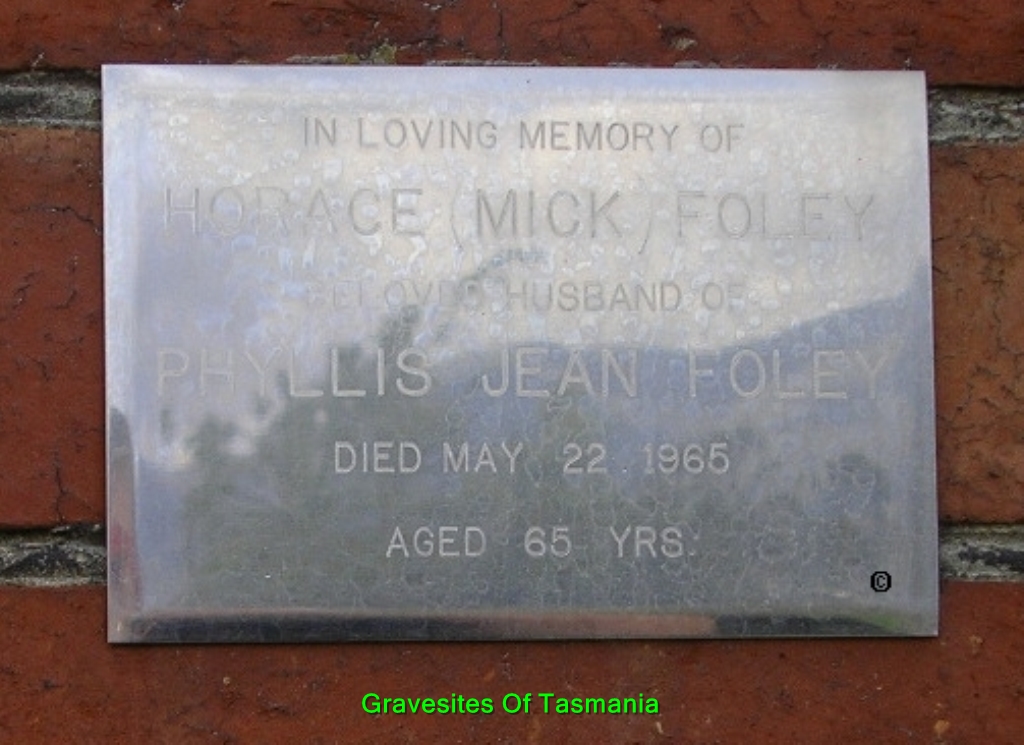 IN LOVING MEMORY OF
HORACE (MICK) FOLEY
BELOVED HUSBAND OF
PHYLLIS JEAN FOLEY
DIED MAY 22 1965
AGED 65 YRS.
©
Gravesites Of Tasmania